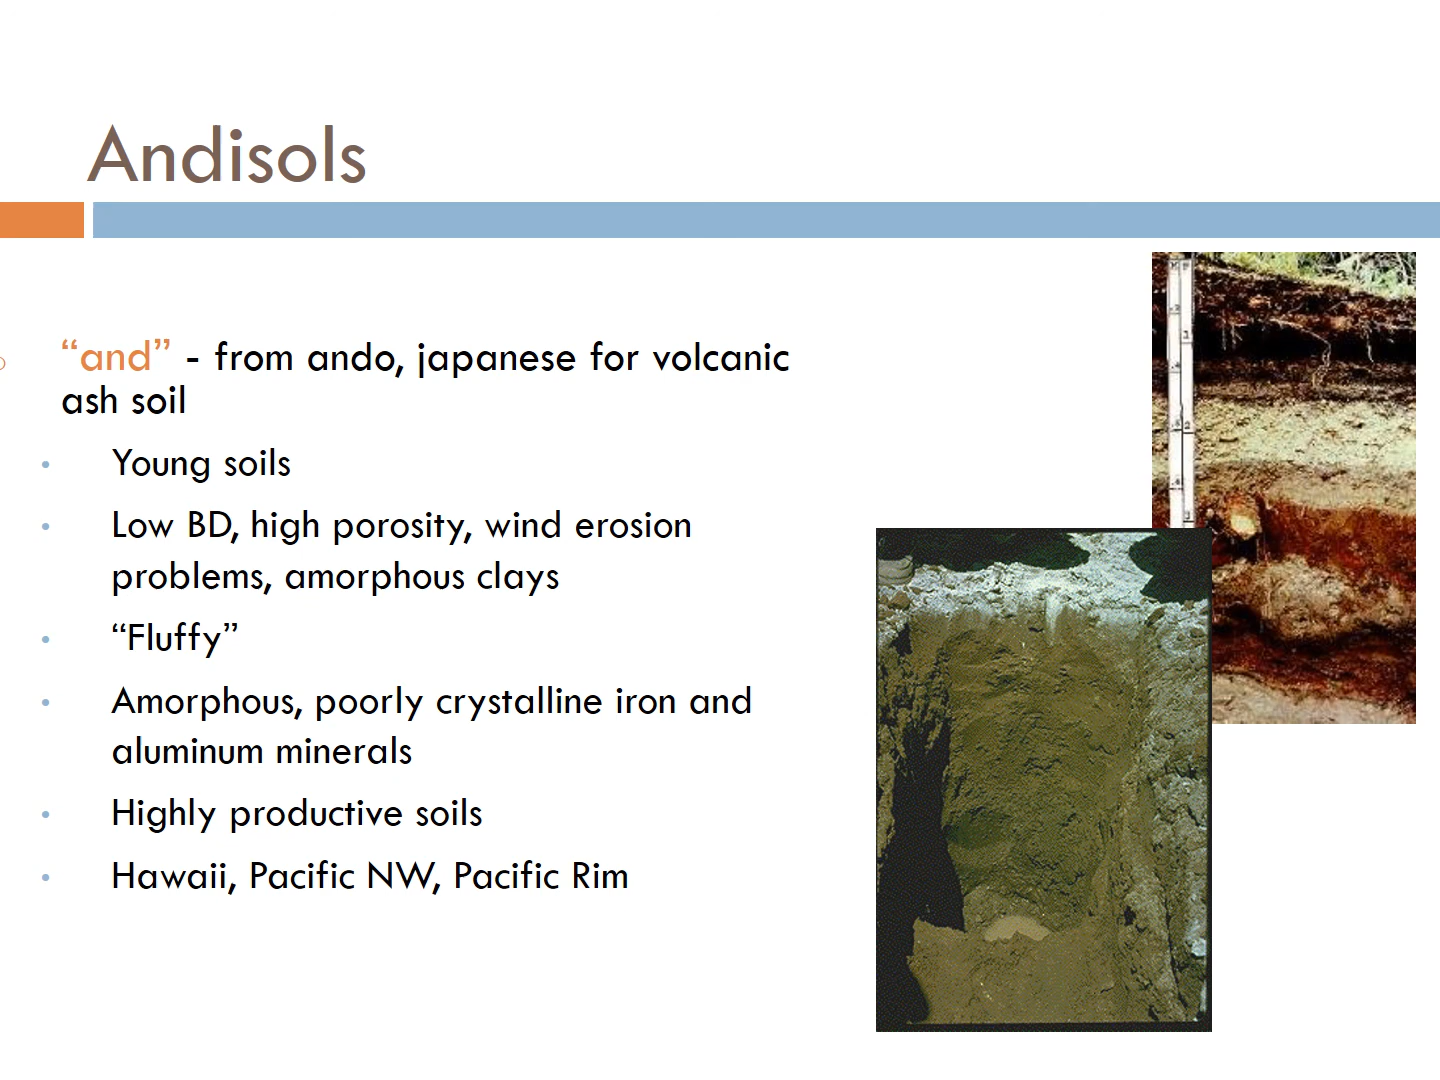 Andisols
“and” - from ando, japanese for volcanic
ash soil
Young soils
Low BD, high porosity, wind erosion
problems, amorphous clays
“Fluffy”
Amorphous, poorly crystalline iron and
aluminum minerals
Highly productive soils
Hawaii, Pacific NW, Pacific Rim